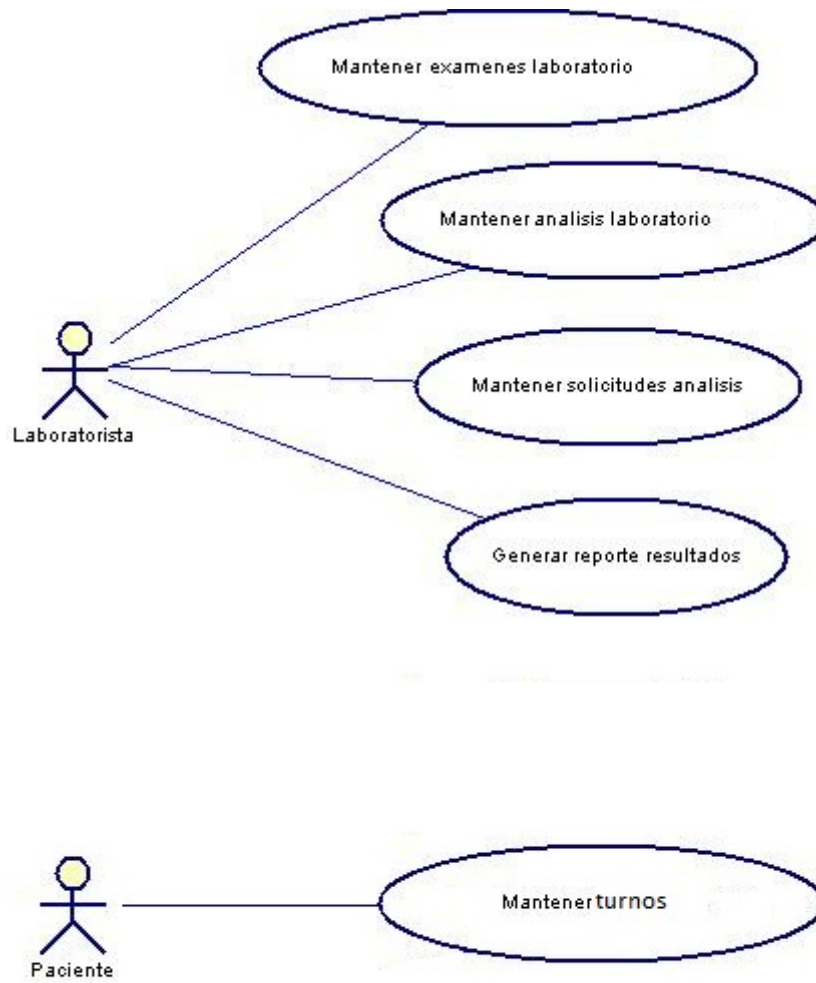 Mantener examenes laboratorio
Mantener analisis laboratorio
Mantener solicitudes analisis
Laboratorista
Generar reporte resultados
Mantener turnos
Paciente